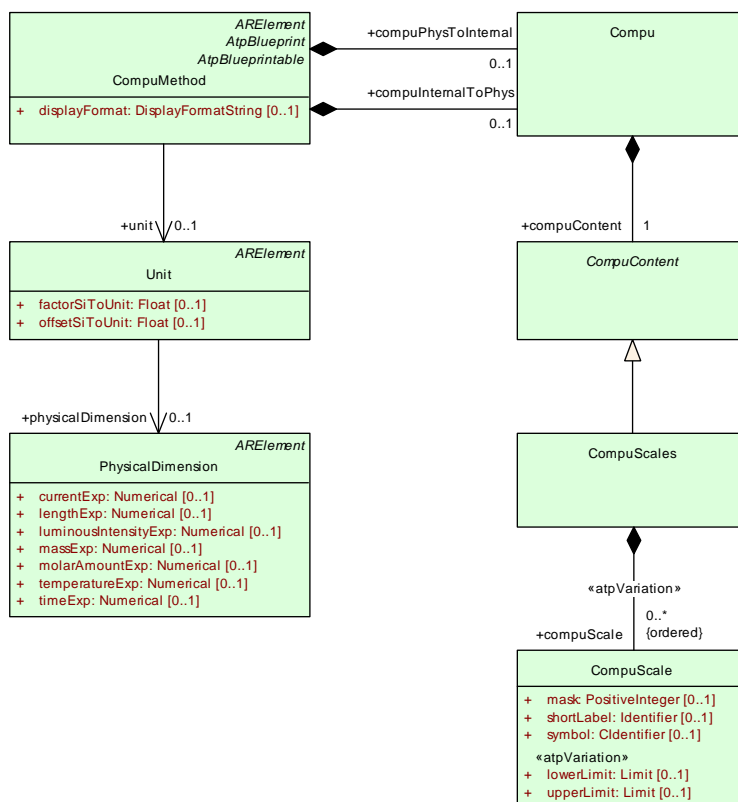 ARElement
AtpBlueprint
AtpBlueprintable
CompuMethod
+ displayFormat: DisplayFormatString [0..1]
+compuPhysToInternal
0..1
+compuInternalToPhys
0..1
Compu
+unit 0..1
+compuContent 1
ARElement
Unit
+ factorSiToUnit: Float [0..1]
+ offsetSiToUnit: Float [0..1]
CompuContent
+physicalDimension 0..1
ARElement
PhysicalDimension
+ currentExp: Numerical [0..1]
+ lengthExp: Numerical [0..1]
+ luminousIntensityExp: Numerical [0..1]
+ massExp: Numerical [0..1]
+ molarAmountExp: Numerical [0..1]
+ temperatureExp: Numerical [0..1]
+ timeExp: Numerical [0..1]
CompuScales
«atpVariation»
0..*
+compuScale {ordered}
CompuScale
+ mask: PositiveInteger [0..1]
+ shortLabel: Identifier [0..1]
+ symbol: CIdentifier [0..1]
«atpVariation»
+ lowerLimit: Limit [0..1]
+ upperLimit: Limit [0..1]